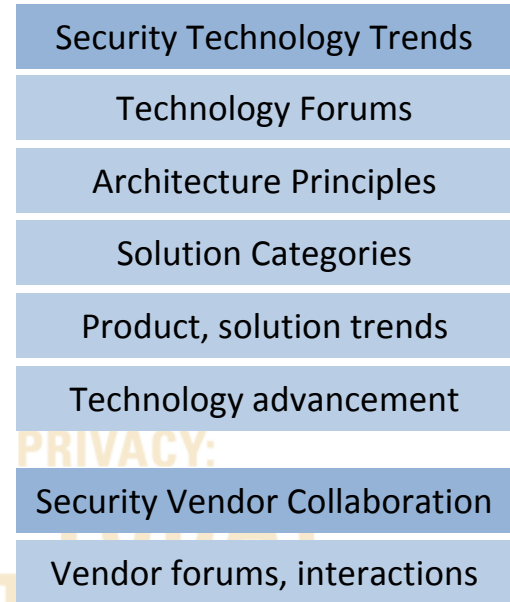 Security Technology Trends
Technology Forums
Architecture Principles
Solution Categories
Product, solution trends
Technology advancement
PRIVACY:
Security Vendor Collaboration
Vendor forums, interactions